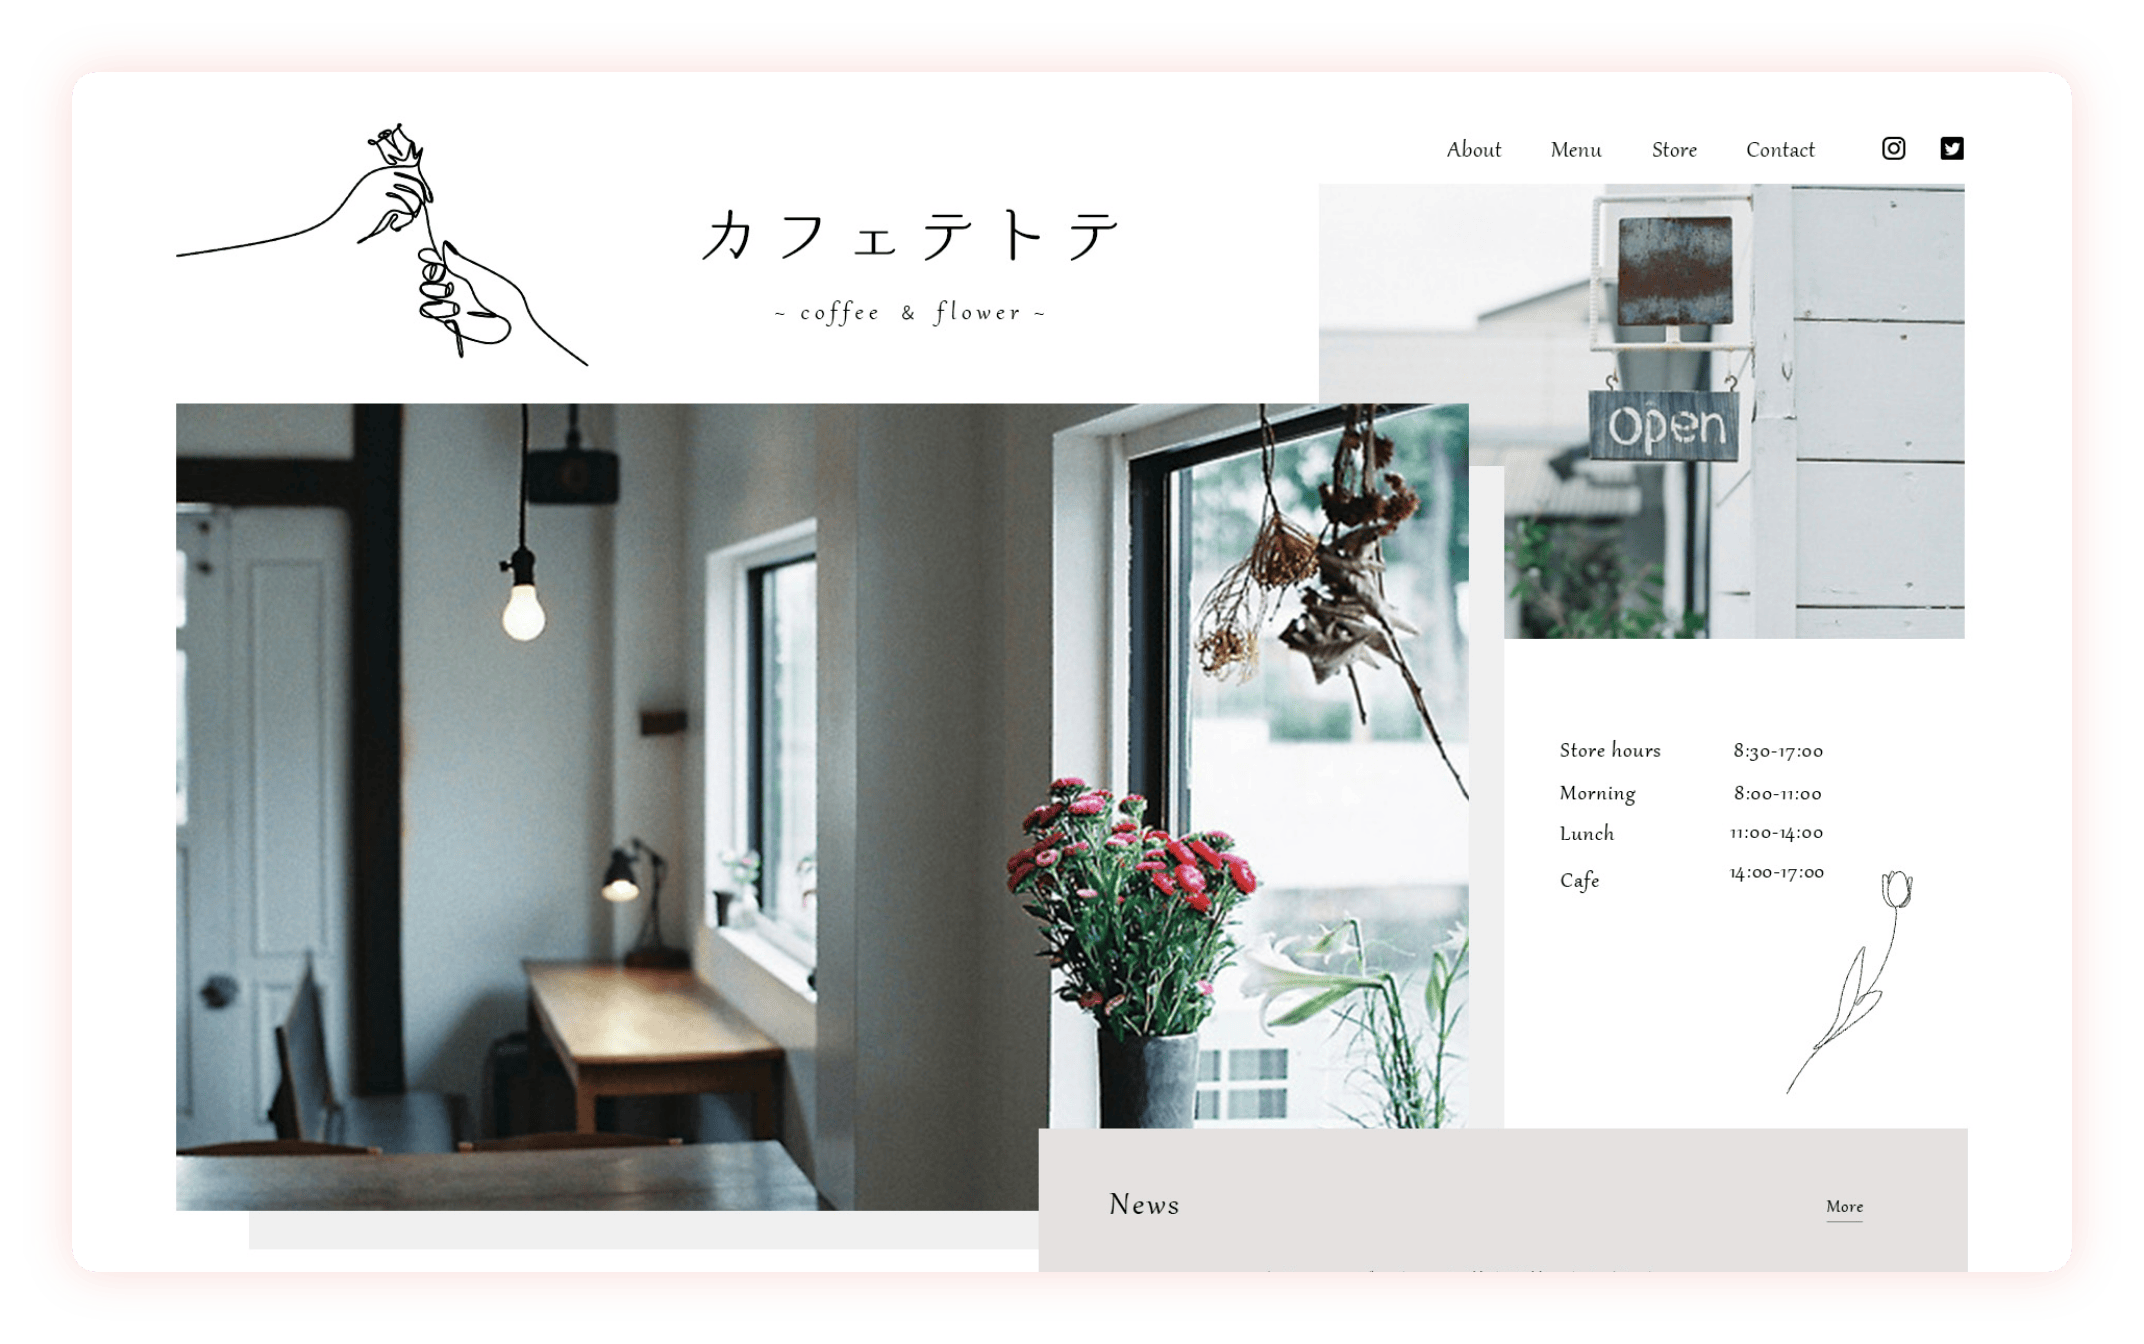 About Menu Store Contact
カフェテトテ
~ coffee & flower ~
Open
Store hours 8:30-17:00
Morning 8:00-11:00
Lunch 11:00-14:00
Cafe 14:00-17:00
News
More